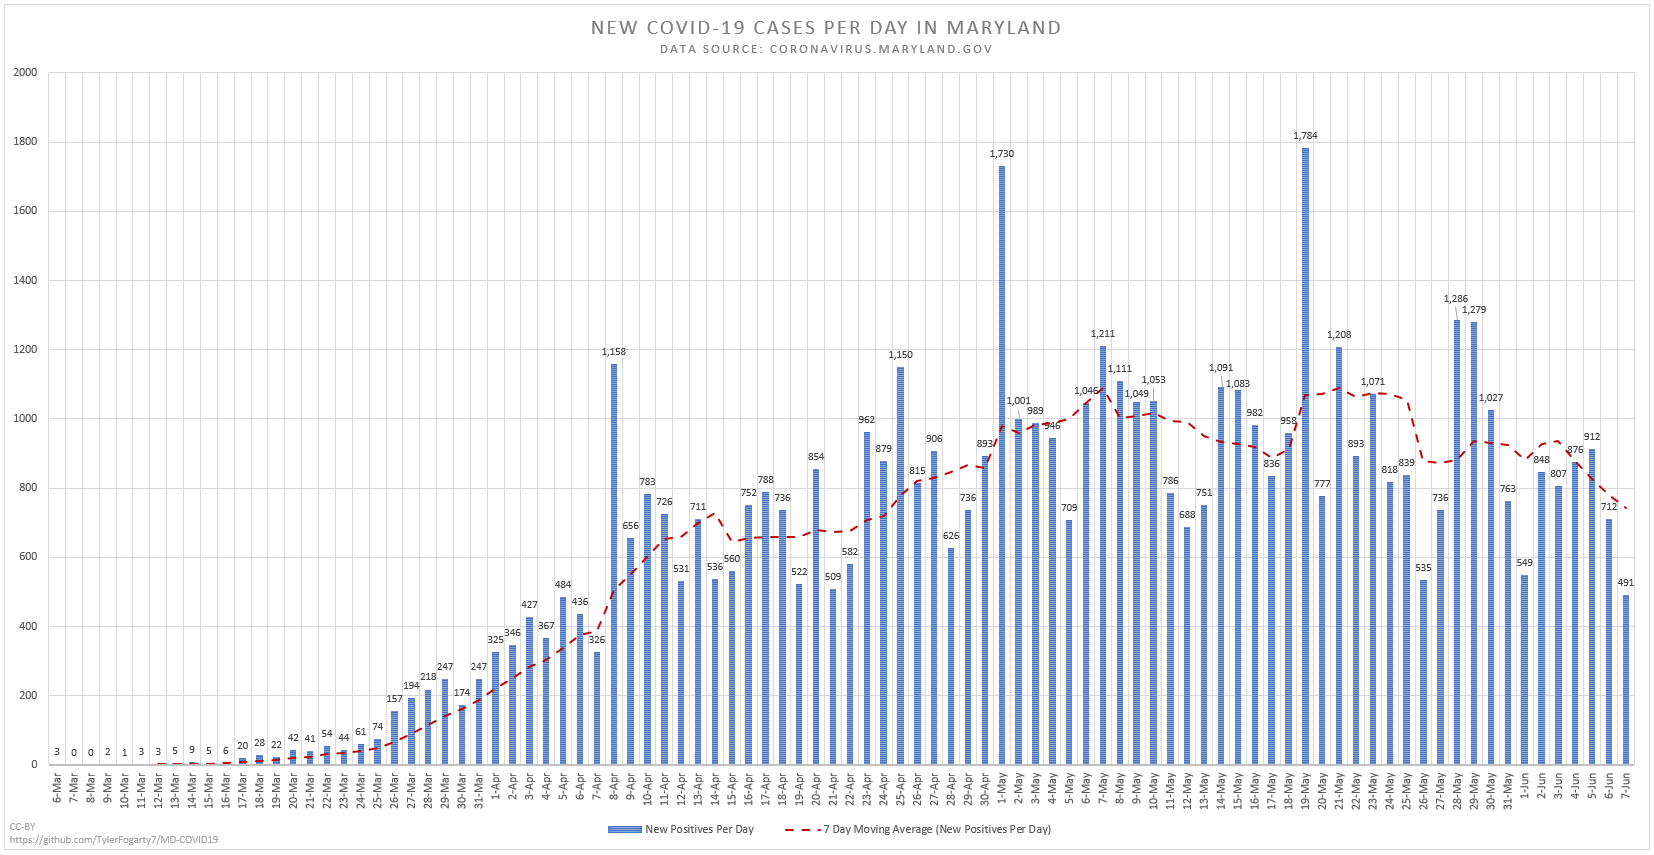 NEW COVID-19 CASES PER DAY IN MARYLAND
DATA SOURCE: CORONAVIRUS.MARYLAND.GOV
2000
1800
1600
1400
1200
1000
800
600
400
200
0
3 0 0 2 1 3 3 5 9 5 6 20 28 22 42 41 54 44 61 74 157 194 218 247 174 247 325 346 427 367 484 436 326 1,158 656 783 726 531 711 536 560 752 788 736 522 854 509 582 962 879 1,150 815 906 626 736 893 1,730 1,001 989 946 709 1,046 1,211 1,111 1,049 1,053 786 688 751 1,091 1,083 982 836 958 1,784 777 1,208 893 1,071 818 839 535 736 1,286 1,279 1,027 763 549 848 807 876 912 712 491
6-Mar 7-Mar 8-Mar 9-Mar 10-Mar 11-Mar 12-Mar 13-Mar 14-Mar 15-Mar 16-Mar 17-Mar 18-Mar 19-Mar 20-Mar 21-Mar 22-Mar 23-Mar 24-Mar 25-Mar 26-Mar 27-Mar 28-Mar 29-Mar 30-Mar 31-Mar 1-Apr 2-Apr 3-Apr 4-Apr 5-Apr 6-Apr 7-Apr 8-Apr 9-Apr 10-Apr 11-Apr 12-Apr 13-Apr 14-Apr 15-Apr 16-Apr 17-Apr 18-Apr 19-Apr 20-Apr 21-Apr 22-Apr 23-Apr 24-Apr 25-Apr 26-Apr 27-Apr 28-Apr 29-Apr 30-Apr 1-May 2-May 3-May 4-May 5-May 6-May 7-May 8-May 9-May 10-May 11-May 12-May 13-May 14-May 15-May 16-May 17-May 18-May 19-May 20-May 21-May 22-May 23-May 24-May 25-May 26-May 27-May 28-May 29-May 30-May 31-May 1-Jun 2-Jun 3-Jun 4-Jun 5-Jun 6-Jun 7-Jun
New Positives Per Day
7 Day Moving Average (New Positives Per Day)
CC-BY
https://github.com/TylerFogarty7/MD-COVID19